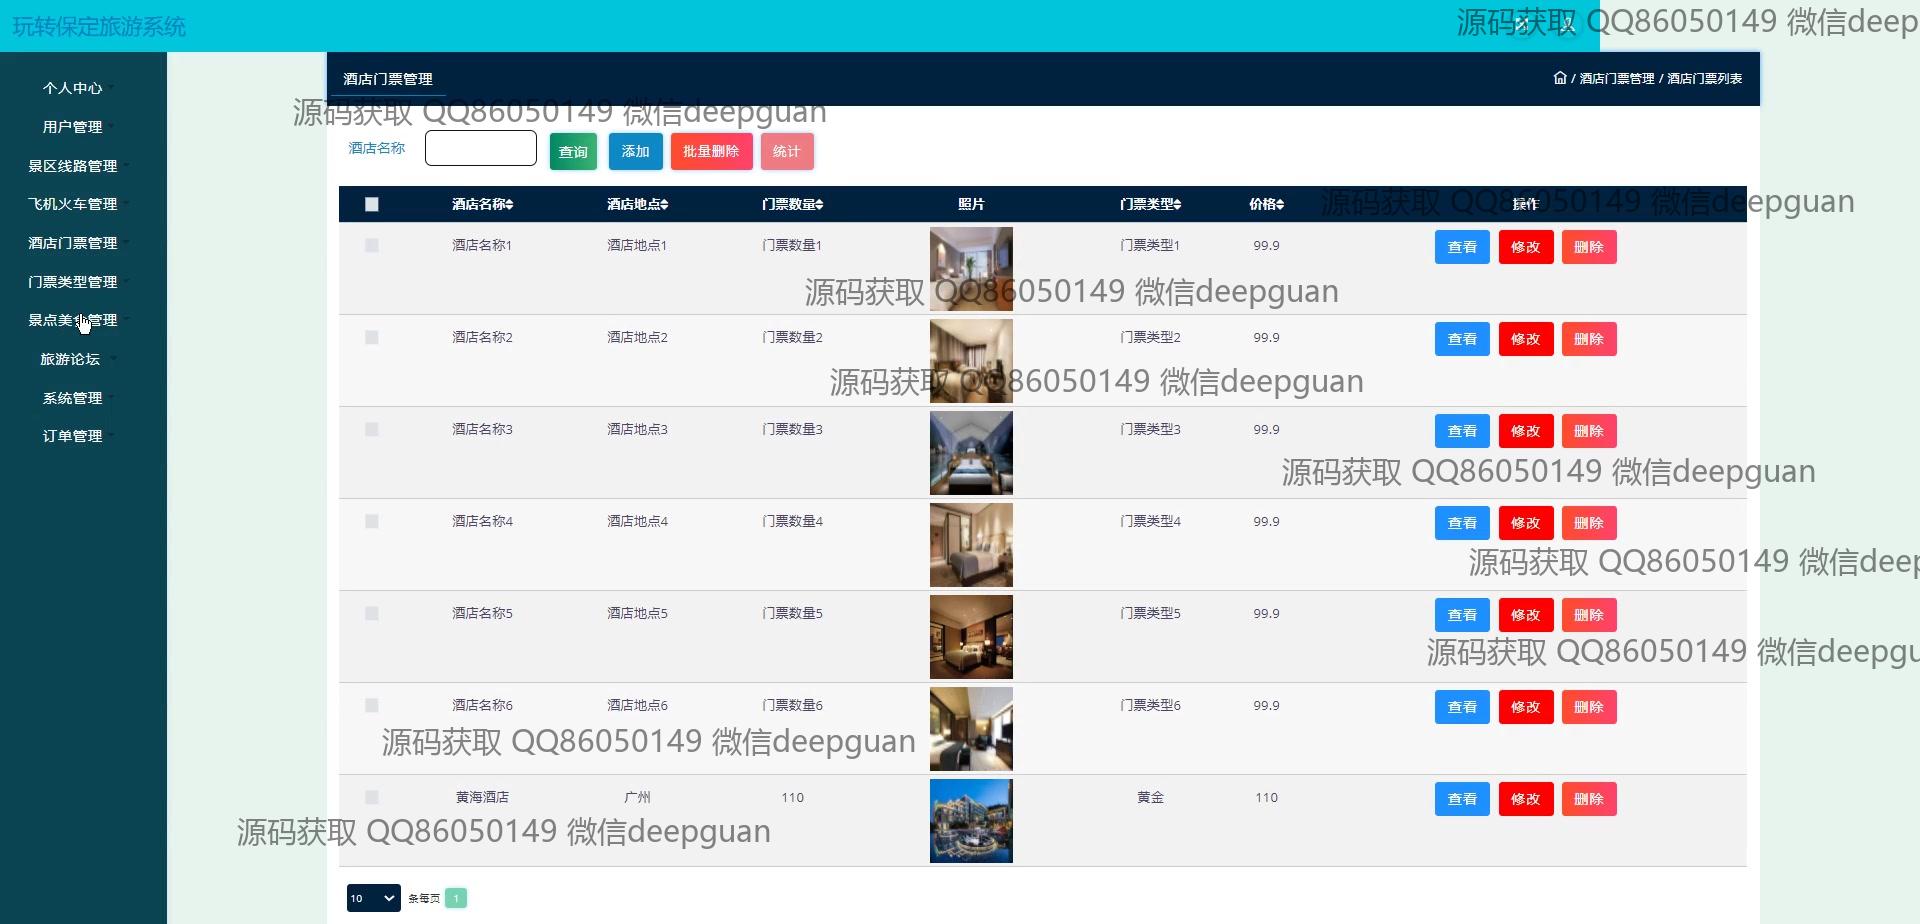 玩转保定旅游系统
源码获取 QQ86050149 微信deep
个人中心
用户管理
景区线路管理
飞机火车管理
酒店门票管理
门票类型管理
景点美食管理
旅游论坛
系统管理
订单管理
酒店门票管理
/ 酒店门票管理 / 酒店门票列表
源码获取 QQ86050149 微信deepguan
酒店名称 查询 添加 批量删除 统计
酒店名称 酒店地点 门票数量 照片 门票类型 价格 操作
源码获取 QQ86050149 微信deepguan
酒店名称1 酒店地点1 门票数量1 门票类型1 99.9 查看 修改 删除
源码获取 QQ86050149 微信deepguan
酒店名称2 酒店地点2 门票数量2 门票类型2 99.9 查看 修改 删除
源码获取 QQ86050149 微信deepguan
酒店名称3 酒店地点3 门票数量3 门票类型3 99.9 查看 修改 删除
源码获取 QQ86050149 微信deepguan
酒店名称4 酒店地点4 门票数量4 门票类型4 99.9 查看 修改 删除
源码获取 QQ86050149 微信deep
酒店名称5 酒店地点5 门票数量5 门票类型5 99.9 查看 修改 删除
源码获取 QQ86050149 微信deepgu
酒店名称6 酒店地点6 门票数量6 门票类型6 99.9 查看 修改 删除
源码获取 QQ86050149 微信deepguan
黄海酒店 广州 110 黄金 110 查看 修改 删除
源码获取 QQ86050149 微信deepguan
10 条每页 1